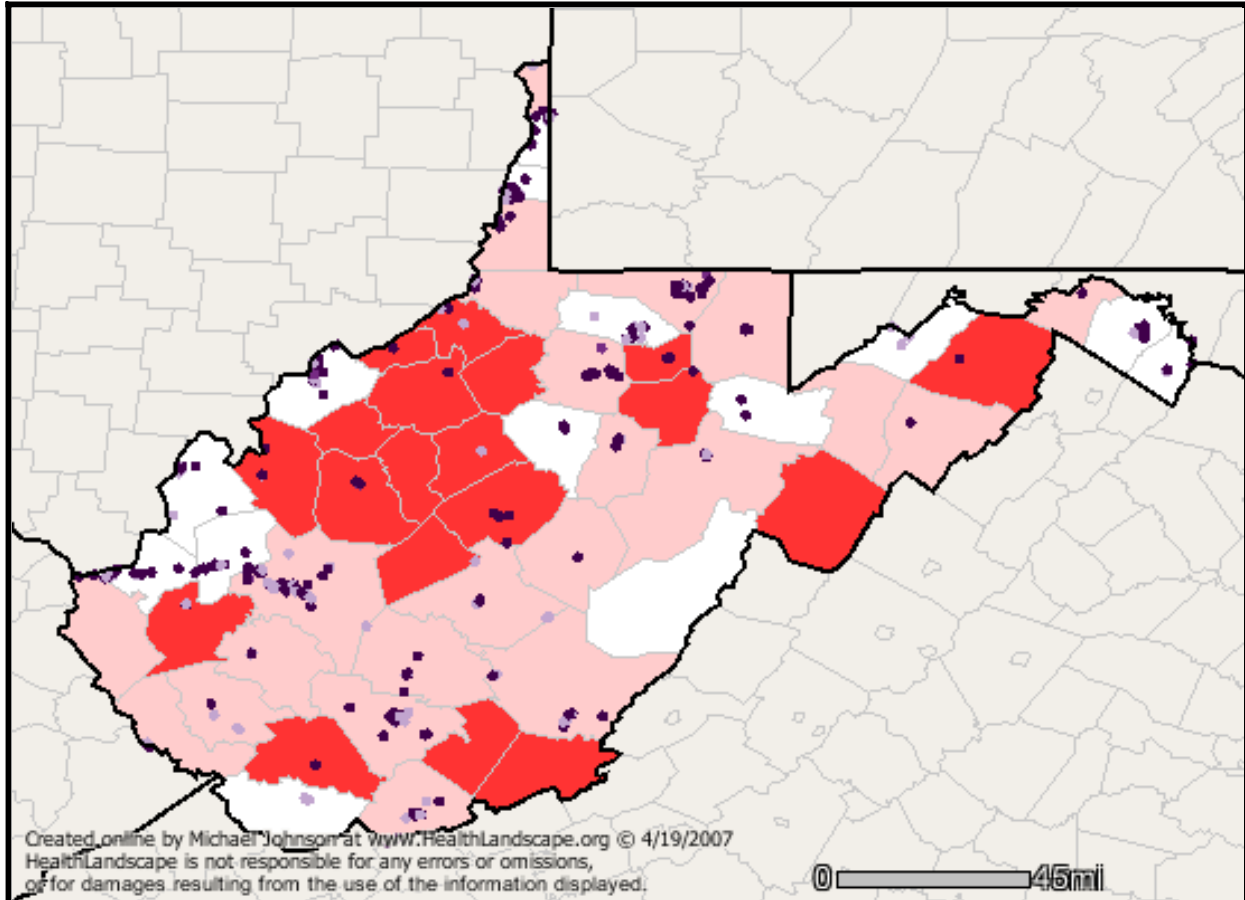 Created online by Michael Johnson at www.HealthLandscape.org © 4/19/2007
HealthLandscape is not responsible for any errors or omissions,
or for damages resulting from the use of the information displayed.
0 45mi